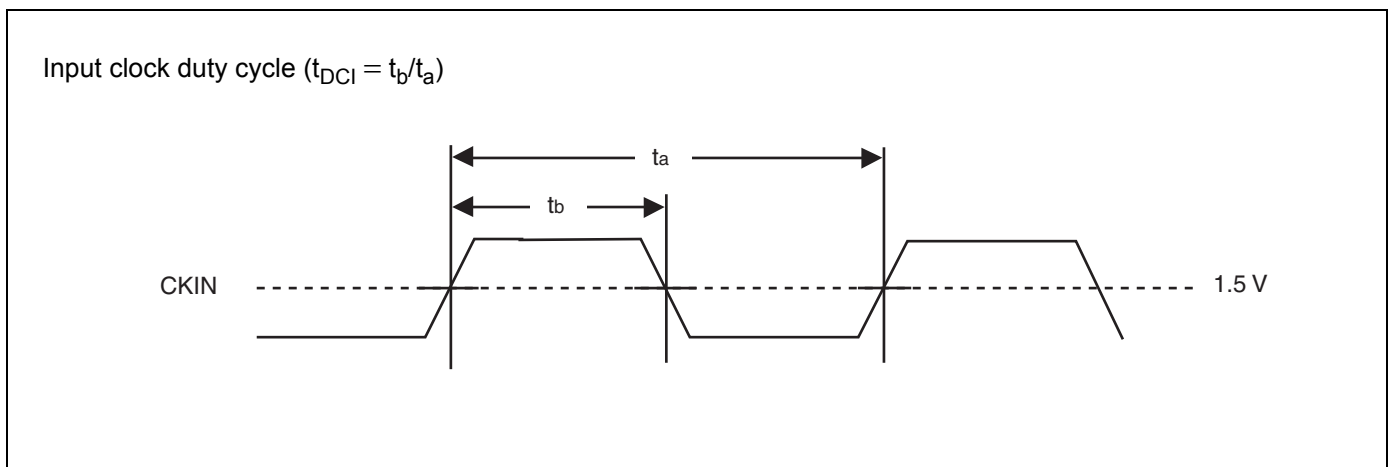 Input clock duty cycle (tDCI = tb/ta)
ta
tb
CKIN
1.5 V